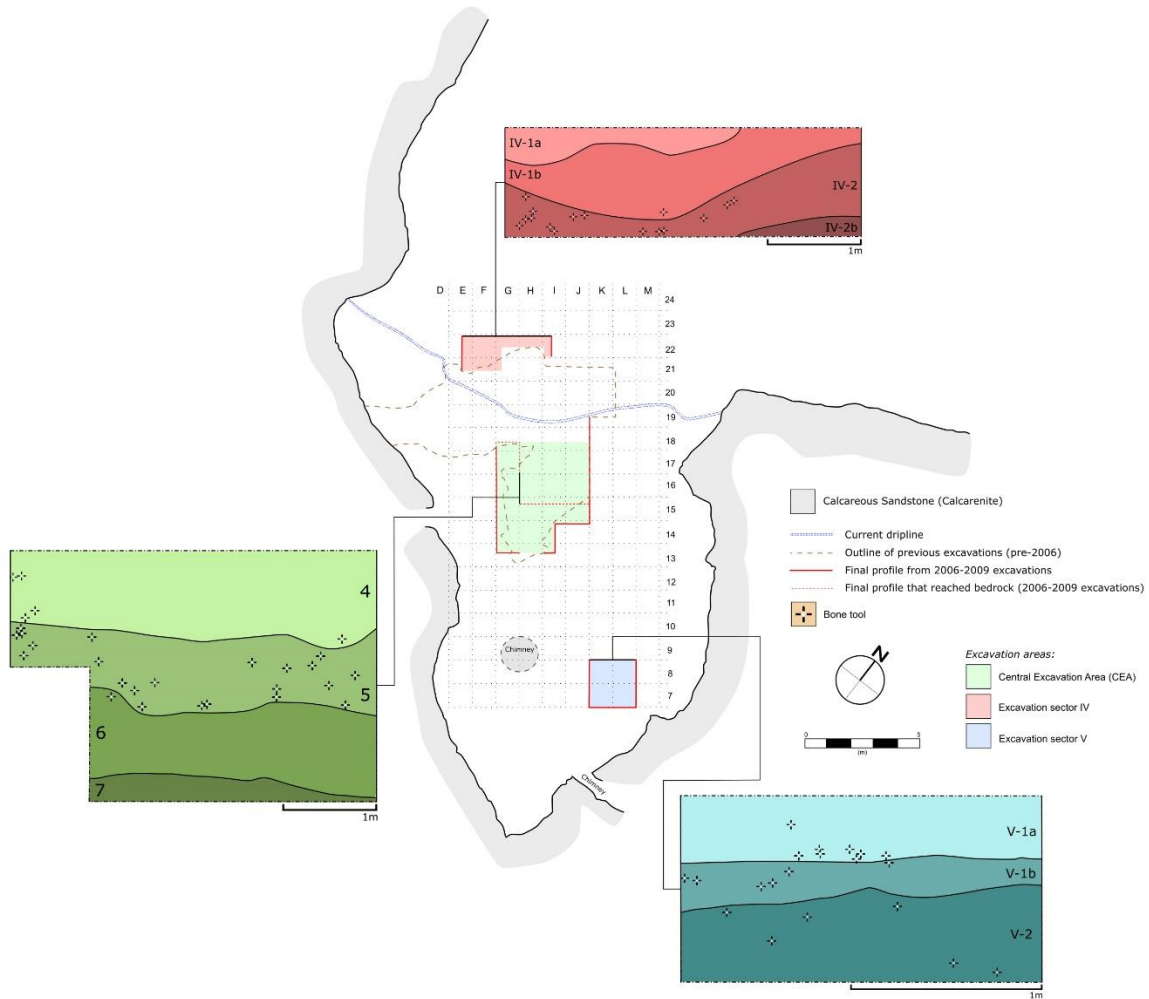 IV-1a
IV-1b
IV-2
IV-2b
1m
D E F G H I J K L M
24
23
22
21
20
19
18
17
16
15
14
13
12
11
10
9
8
7
Calcareous Sandstone (Calcarenite)
Current dripline
Outline of previous excavations (pre-2006)
Final profile from 2006-2009 excavations
Final profile that reached bedrock (2006-2009 excavations)
Bone tool
4
5
6
7
1m
Chimney
N
Excavation areas:
Central Excavation Area (CEA)
Excavation sector IV
Excavation sector V
0 5
(m)
Chimney
V-1a
V-1b
V-2
1m